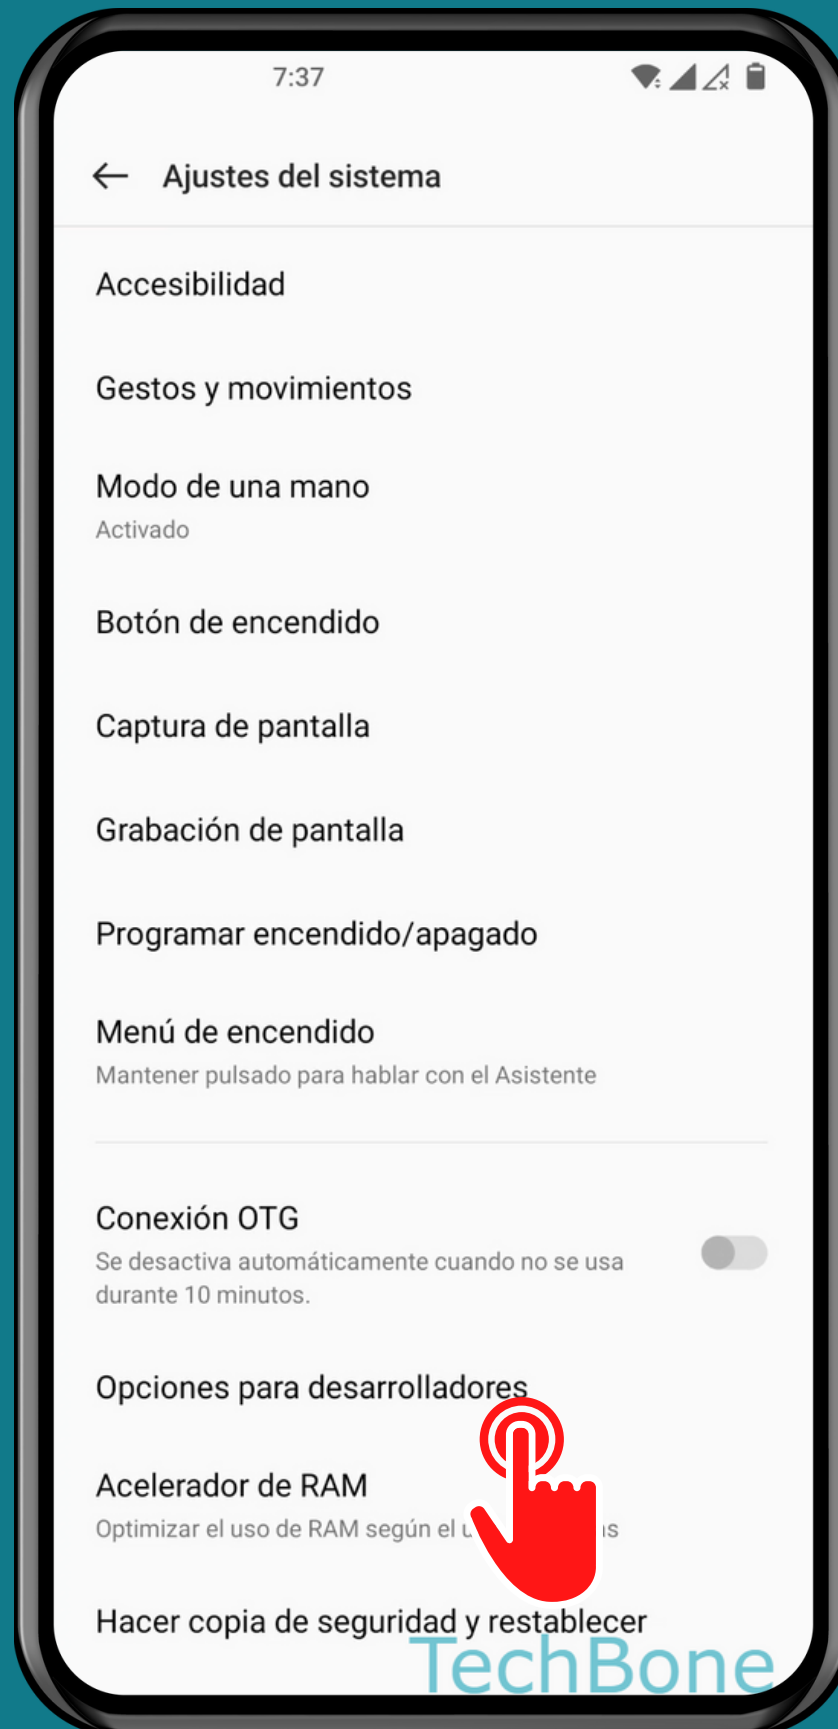 7:37
Ajustes del sistema
Accesibilidad
Gestos y movimientos
Modo de una mano
Activado
Botón de encendido
Captura de pantalla
Grabación de pantalla
Programar encendido/apagado
Menú de encendido
Mantener pulsado para hablar con el Asistente
Conexión OTG
Se desactiva automáticamente cuando no se usa
durante 10 minutos.
Opciones para desarrolladores
Acelerador de RAM
Optimizar el uso de RAM según el
Hacer copia de seguridad y restablecer
TechBone